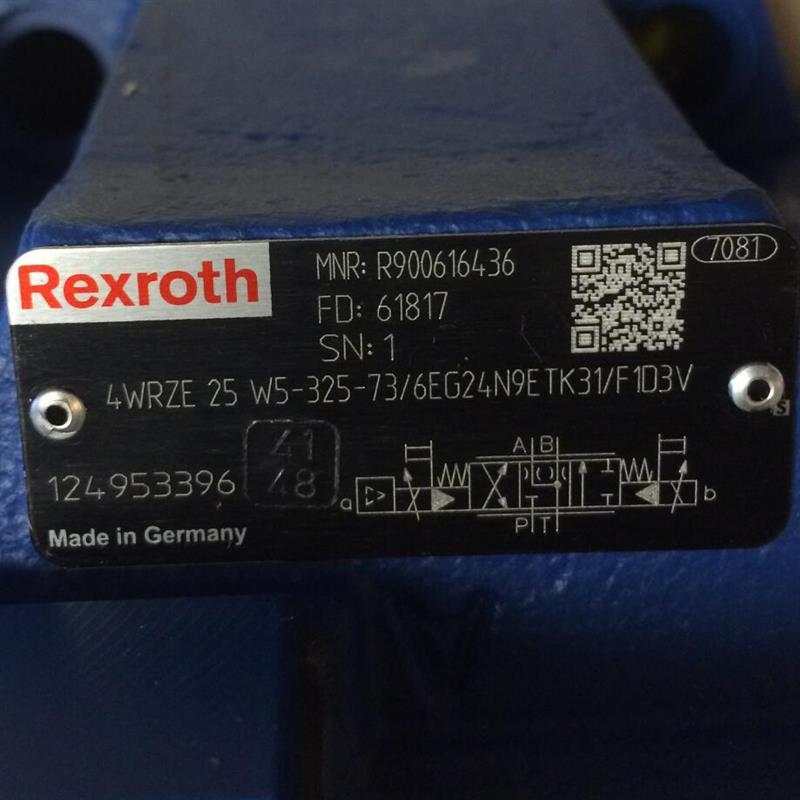 Rexroth
MNR: R900616436
7081
FD: 61817
SN: 1
4WRZE 25 W5-325-73/6EG24N9ETK31/F1D3V
S
124953396
41
48
A B
a
b
P T
Made in Germany